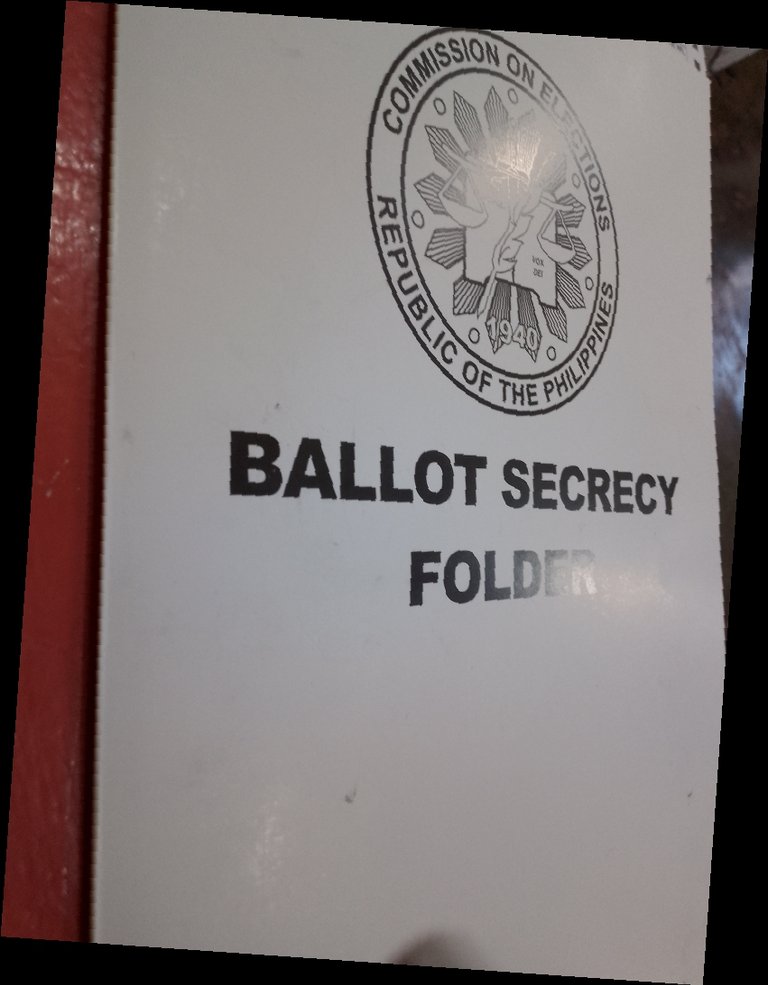 COMMISSION ON ELECTIONS
REPUBLIC OF THE PHILIPPINES
VOX
DEI
1940
BALLOT SECRECY
FOLDER